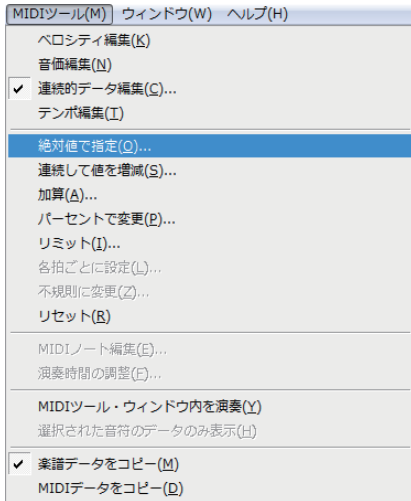 MIDIツール(M) ウィンドウ(W) ヘルプ(H)
ベロシティ編集(K)
音価編集(N)
連続的データ編集(C)...
テンポ編集(T)
絶対値で指定(O)...
連続して値を増減(S)...
加算(A)...
パーセントで変更(P)...
リミット(I)...
各拍ごとに設定(L)...
不規則に変更(Z)...
リセット(R)
MIDIノート編集(E)...
演奏時間の調整(F)...
MIDIツール・ウィンドウ内を演奏(Y)
選択された音符のデータのみ表示(H)
楽譜データをコピー(M)
MIDIデータをコピー(D)